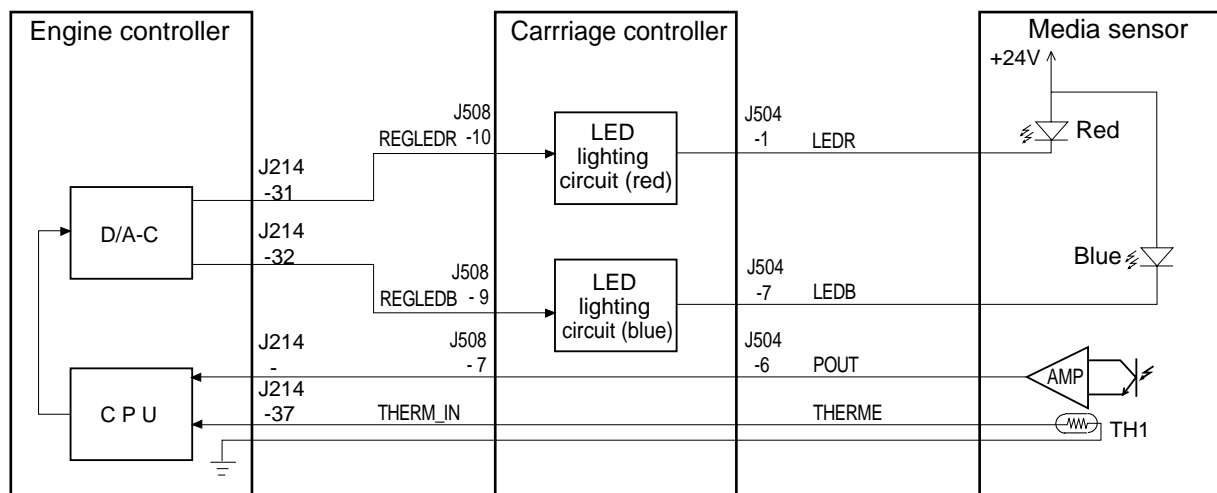 Engine controller
Carrriage controller
Media sensor
+24V
J508
REGLEDR -10
LED
lighting
circuit (red)
J504
-1 LEDR
Red
J214
-31
D/A-C
J214
-32
J508
REGLEDB - 9
LED
lighting
circuit (blue)
J504
-7 LEDB
Blue
J214
-
J508
- 7
J504
-6 POUT
AMP
C P U
J214
-37 THERM_IN
THERME
TH1